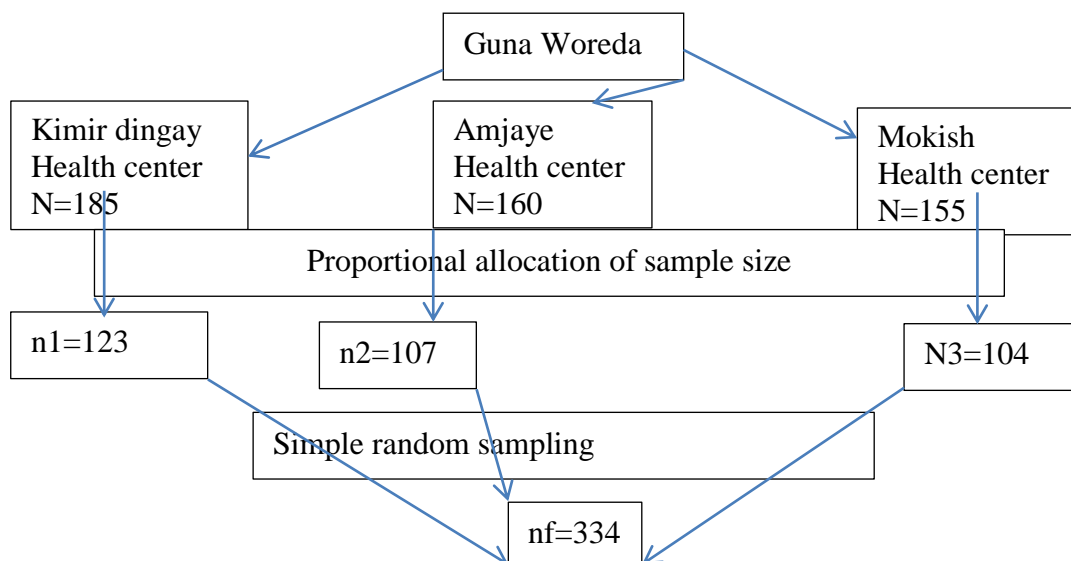 Guna Woreda
Kimir dingay
Health center
N=185
Amjaye
Health center
N=160
Mokish
Health center
N=155
Proportional allocation of sample size
n1=123
n2=107
N3=104
Simple random sampling
nf=334